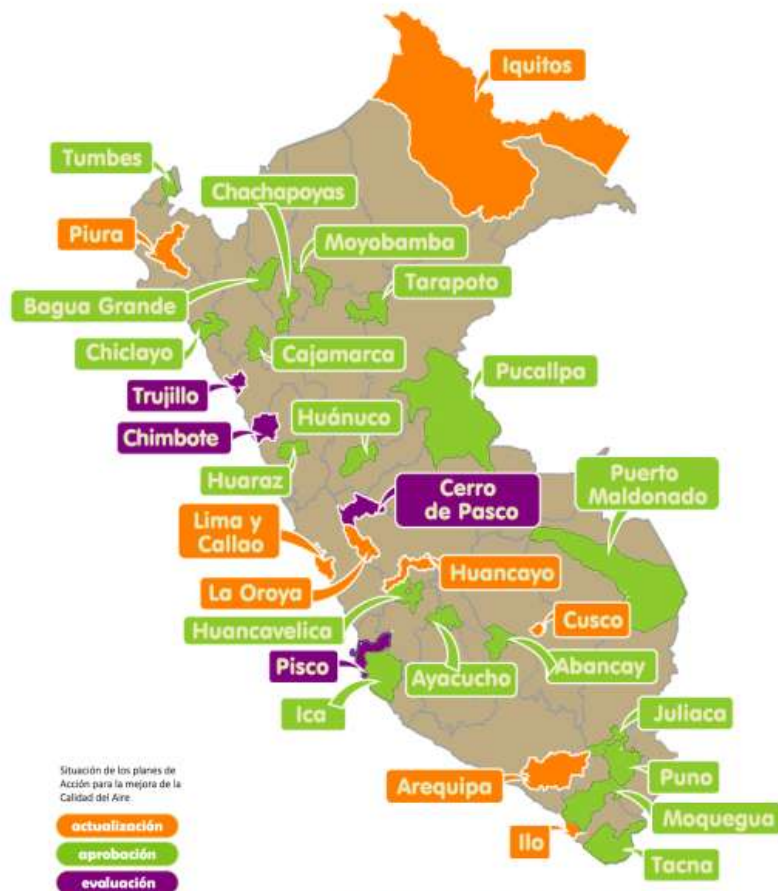 Iquitos
Tumbes
Chachapoyas
Piura
Moyobamba
Tarapoto
Bagua Grande
Chiclayo
Cajamarca
Pucallpa
Trujillo
Huánuco
Chimbote
Huaraz
Cerro
de Pasco
Puerto
Maldonado
Lima y
Callao
La Oroya
Huancayo
Huancavelica
Cusco
Pisco
Ayacucho
Abancay
Ica
Juliaca
Arequipa
Puno
Moquegua
Ilo
Tacna
Situación de los planes de
Acción para la mejora de la
Calidad del Aire
actualización
aprobación
evaluación